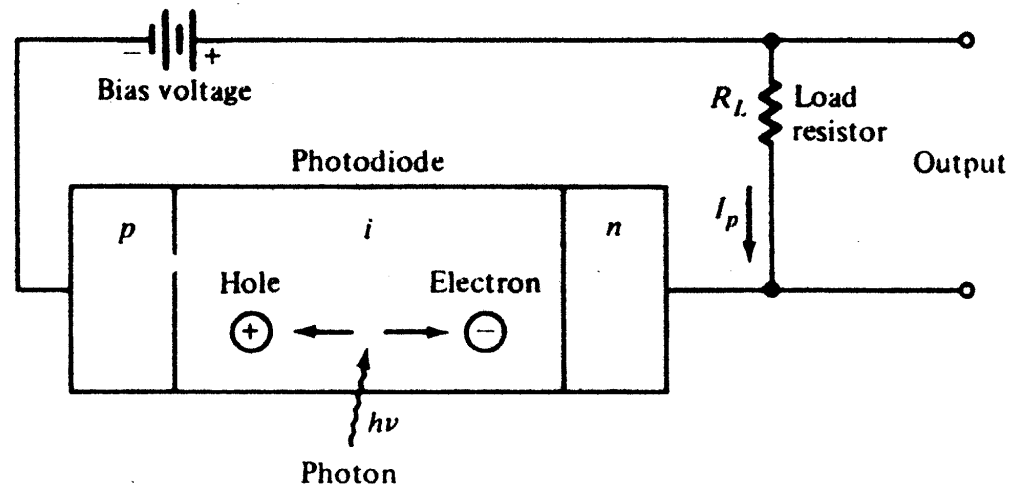 − +
Bias voltage
R_L Load
resistor
Output
Photodiode
I_p
p i n
Hole Electron
+ −
hν
Photon